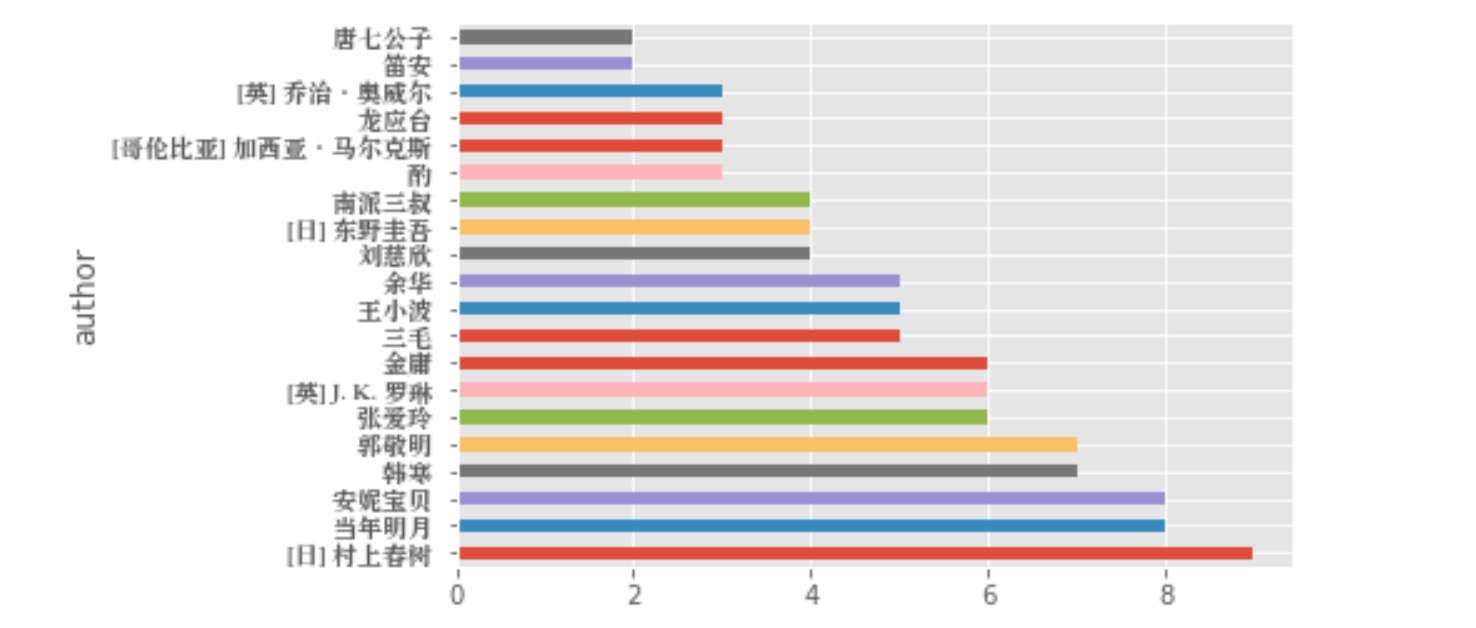 唐七公子
笛安
[英] 乔治 · 奥威尔
龙应台
[哥伦比亚] 加西亚 · 马尔克斯
[日] 东野圭吾
南派三叔
刘慈欣
余华
王小波
三毛
金庸
[英] J. K. 罗琳
张爱玲
郭敬明
韩寒
安妮宝贝
当年明月
[日] 村上春树
author
0 2 4 6 8